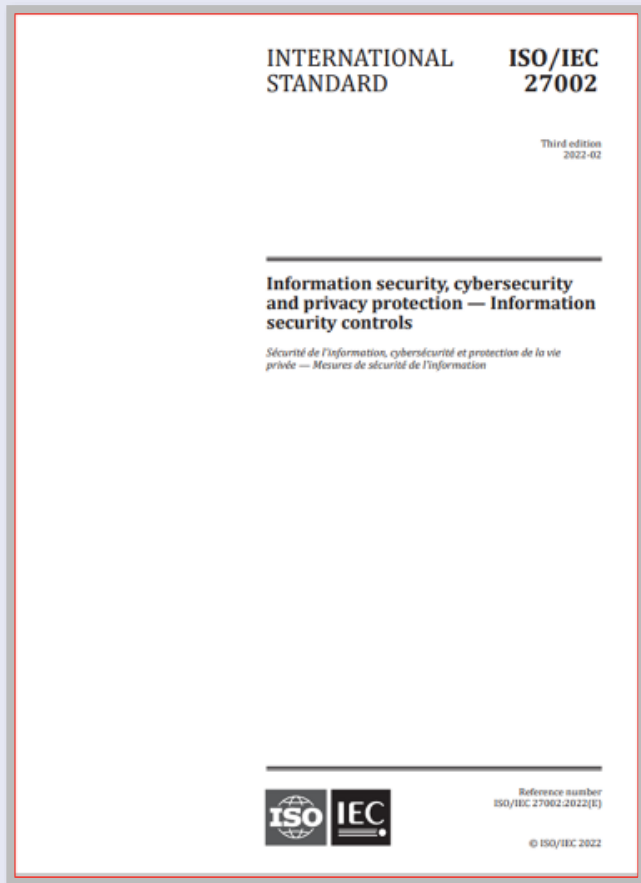 INTERNATIONAL STANDARD
ISO/IEC 27002
Third edition
2022-02
Information security, cybersecurity
and privacy protection — Information
security controls
Sécurité de l'information, cybersécurité et protection de la vie
privée — Mesures de sécurité de l'information
ISO
IEC
Reference number
ISO/IEC 27002:2022(E)
© ISO/IEC 2022